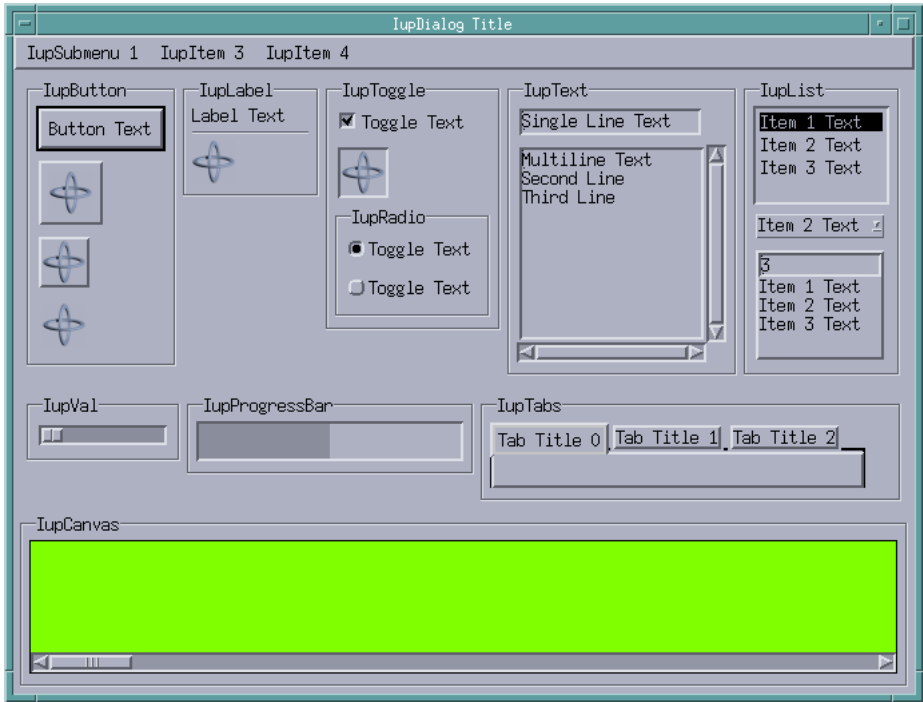 IupDialog Title
IupSubmenu 1 IupItem 3 IupItem 4
IupButton
Button Text
IupLabel
Label Text
IupToggle
Toggle Text
IupRadio
Toggle Text
Toggle Text
IupText
Single Line Text
Multiline Text
Second Line
Third Line
IupList
Item 1 Text
Item 2 Text
Item 3 Text
Item 2 Text
3
Item 1 Text
Item 2 Text
Item 3 Text
IupVal
IupProgressBar
IupTabs
Tab Title 0 Tab Title 1 Tab Title 2
IupCanvas